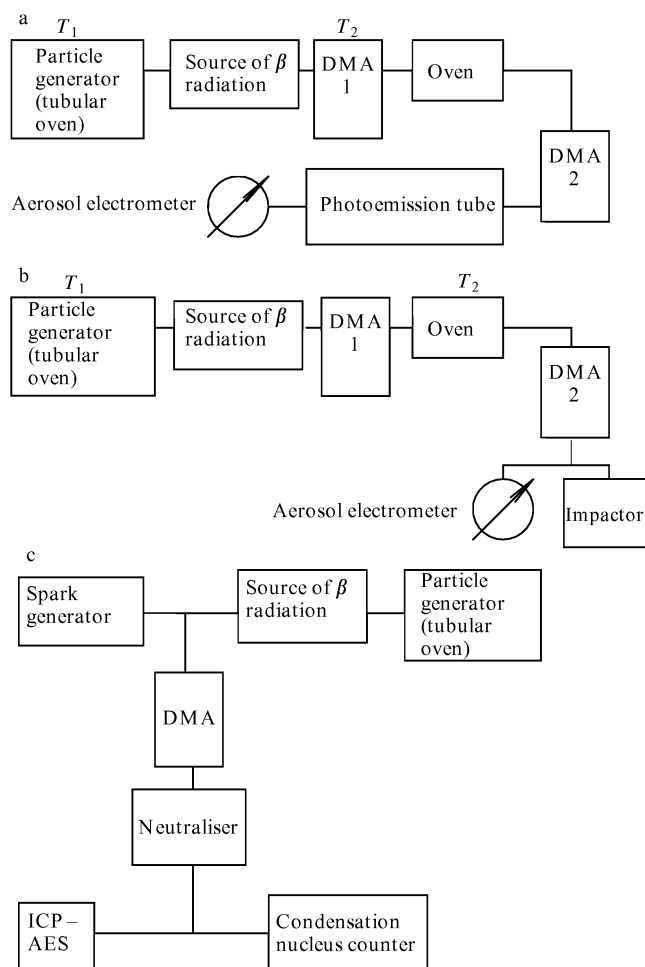 a
T1
T2
Particle
generator
(tubular
oven)
Source of β
radiation
DMA
1
Oven
DMA
2
Aerosol electrometer
Photoemission tube
b
T1
T2
Particle
generator
(tubular
oven)
Source of β
radiation
DMA
1
Oven
DMA
2
Aerosol electrometer
Impactor
c
Spark
generator
Source of β
radiation
Particle
generator
(tubular
oven)
DMA
Neutraliser
ICP –
AES
Condensation
nucleus counter